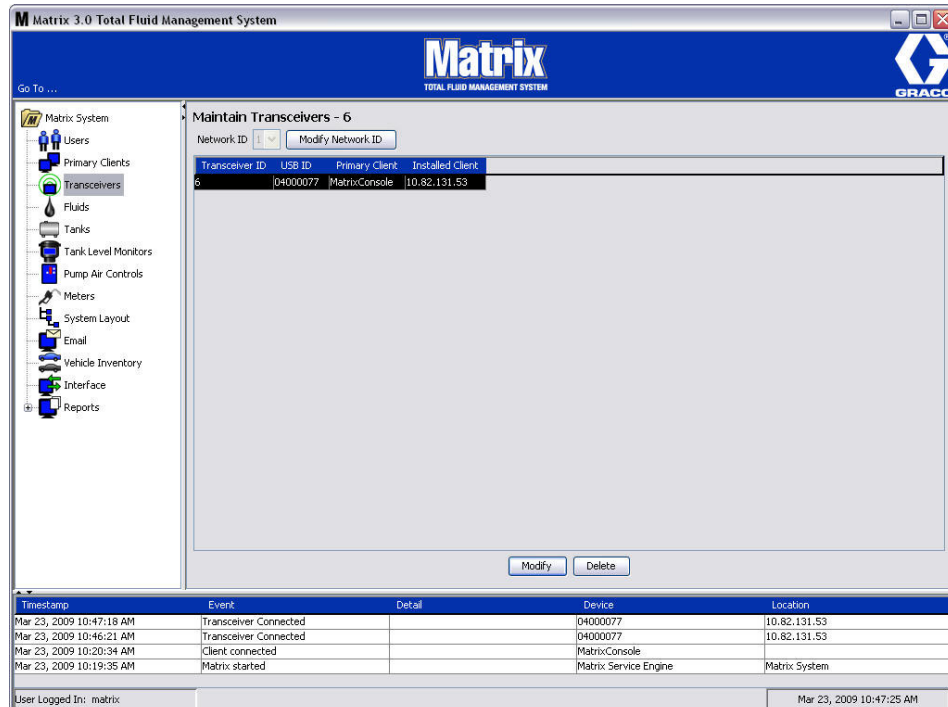 M Matrix 3.0 Total Fluid Management System
Matrix
TOTAL FLUID MANAGEMENT SYSTEM
Go To ...
G
GRACO
Matrix System
Users
Primary Clients
Transceivers
Fluids
Tanks
Tank Level Monitors
Pump Air Controls
Meters
System Layout
Email
Vehicle Inventory
Interface
Reports
Maintain Transceivers - 6
Network ID 1 Modify Network ID
Transceiver ID USB ID Primary Client Installed Client
6 04000077 MatrixConsole 10.82.131.53
Modify Delete
Timestamp Event Detail Device Location
Mar 23, 2009 10:47:18 AM Transceiver Connected 04000077 10.82.131.53
Mar 23, 2009 10:46:21 AM Transceiver Connected 04000077 10.82.131.53
Mar 23, 2009 10:20:34 AM Client connected MatrixConsole
Mar 23, 2009 10:19:35 AM Matrix started Matrix Service Engine Matrix System
User Logged In: matrix Mar 23, 2009 10:47:25 AM